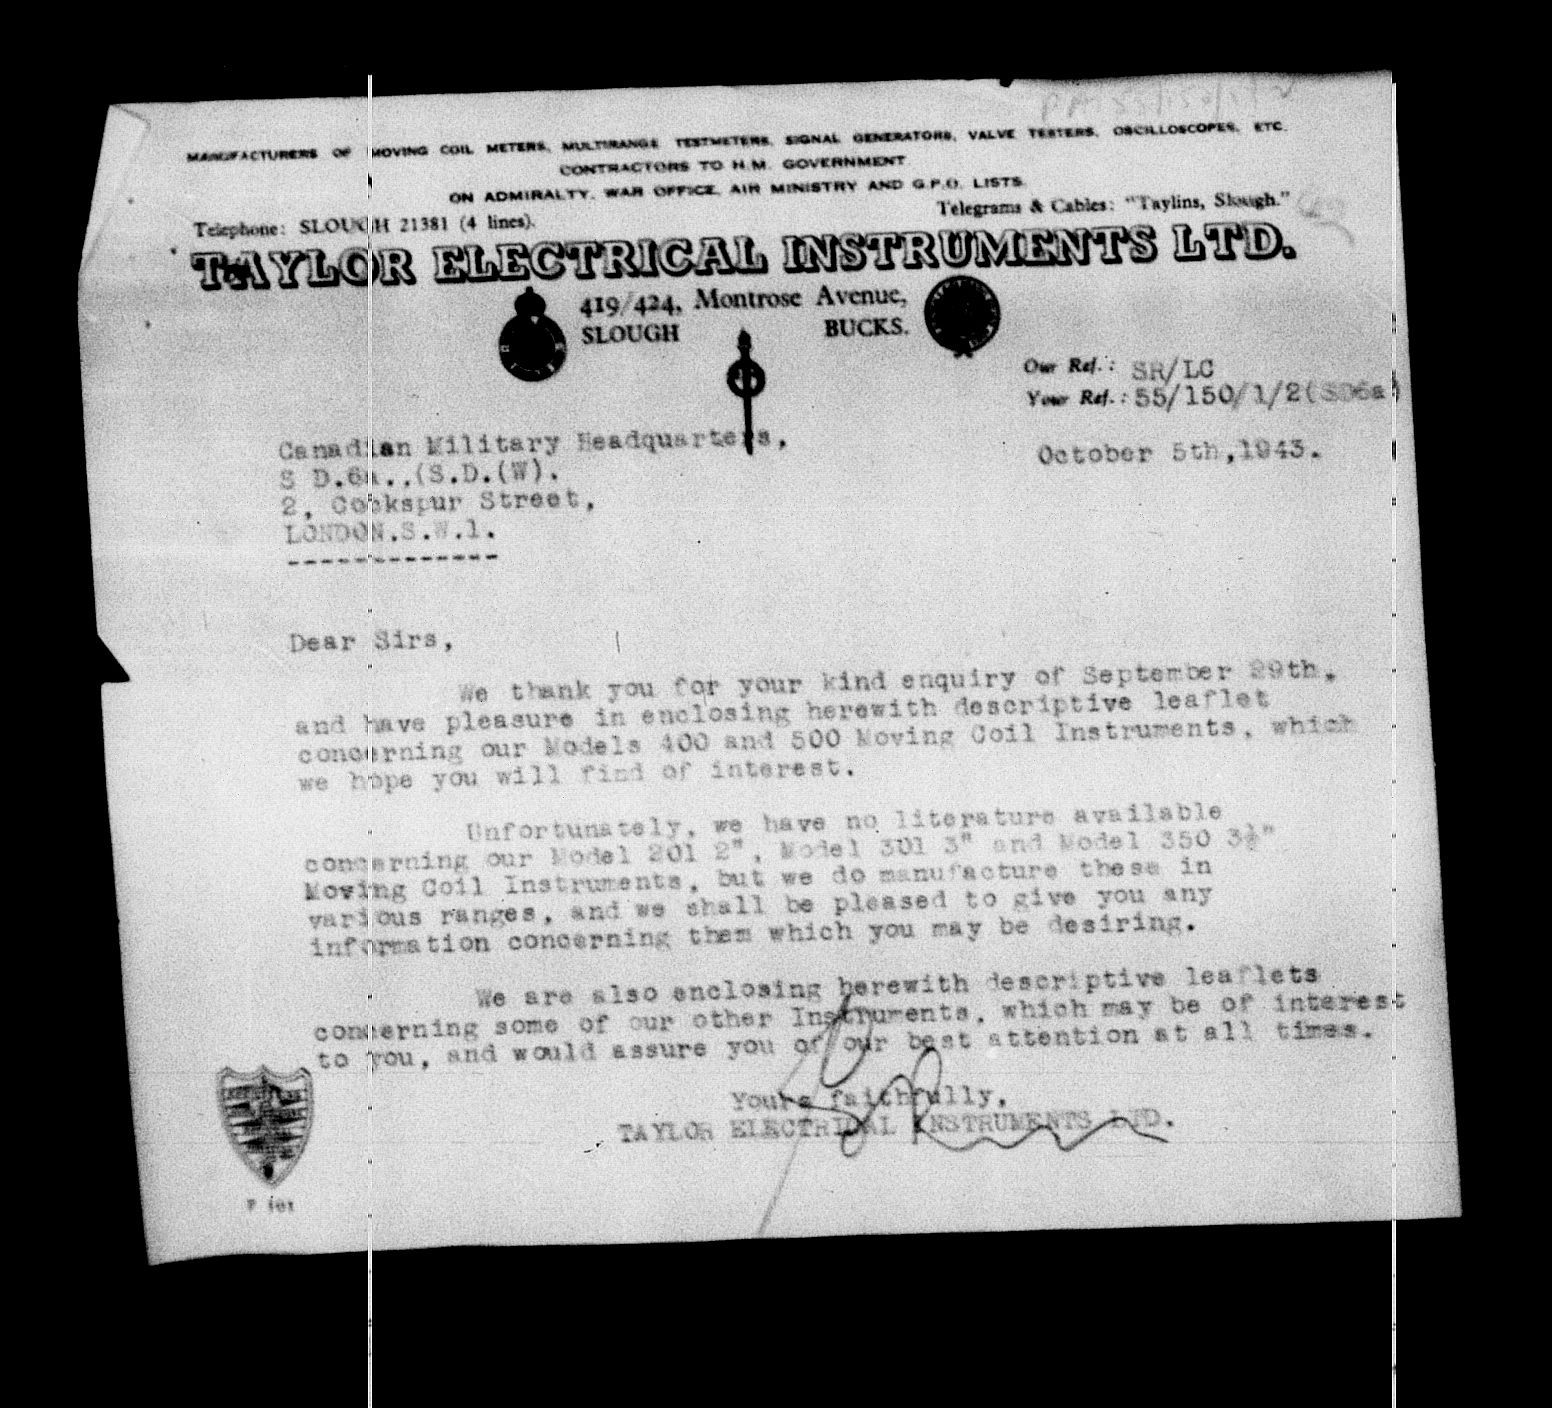 MANUFACTURERS OF MOVING COIL METERS, MULTIRANGE TESTMETERS, SIGNAL GENERATORS, VALVE TESTERS, OSCILLOSCOPES, ETC.
CONTRACTORS TO H.M. GOVERNMENT
ON ADMIRALTY, WAR OFFICE, AIR MINISTRY AND G.P.O. LISTS.
Telephone: SLOUGH 21381 (4 lines). Telegrams & Cables: "Taylins, Slough."
TAYLOR ELECTRICAL INSTRUMENTS LTD.
419/424, Montrose Avenue,
SLOUGH BUCKS.
Our Ref.: SR/LC
Your Ref.: 55/150/1/2(SD6a)
Canadian Military Headquarters,
October 5th,1943.
S D.6a..(S.D.(W).
2, Cockspur Street,
LONDON.S.W.1.
-------------
Dear Sirs,
We thank you for your kind enquiry of September 29th,
and have pleasure in enclosing herewith descriptive leaflet
concerning our Models 400 and 500 Moving Coil Instruments, which
we hope you will find of interest.
Unfortunately, we have no literature available
concerning our Model 201 2", Model 301 3" and Model 350 3½"
Moving Coil Instruments, but we do manufacture these in
various ranges, and we shall be pleased to give you any
information concerning them which you may be desiring.
We are also enclosing herewith descriptive leaflets
concerning some of our other Instruments, which may be of interest
to you, and would assure you of our best attention at all times.
Yours faithfully,
TAYLOR ELECTRICAL INSTRUMENTS LTD.